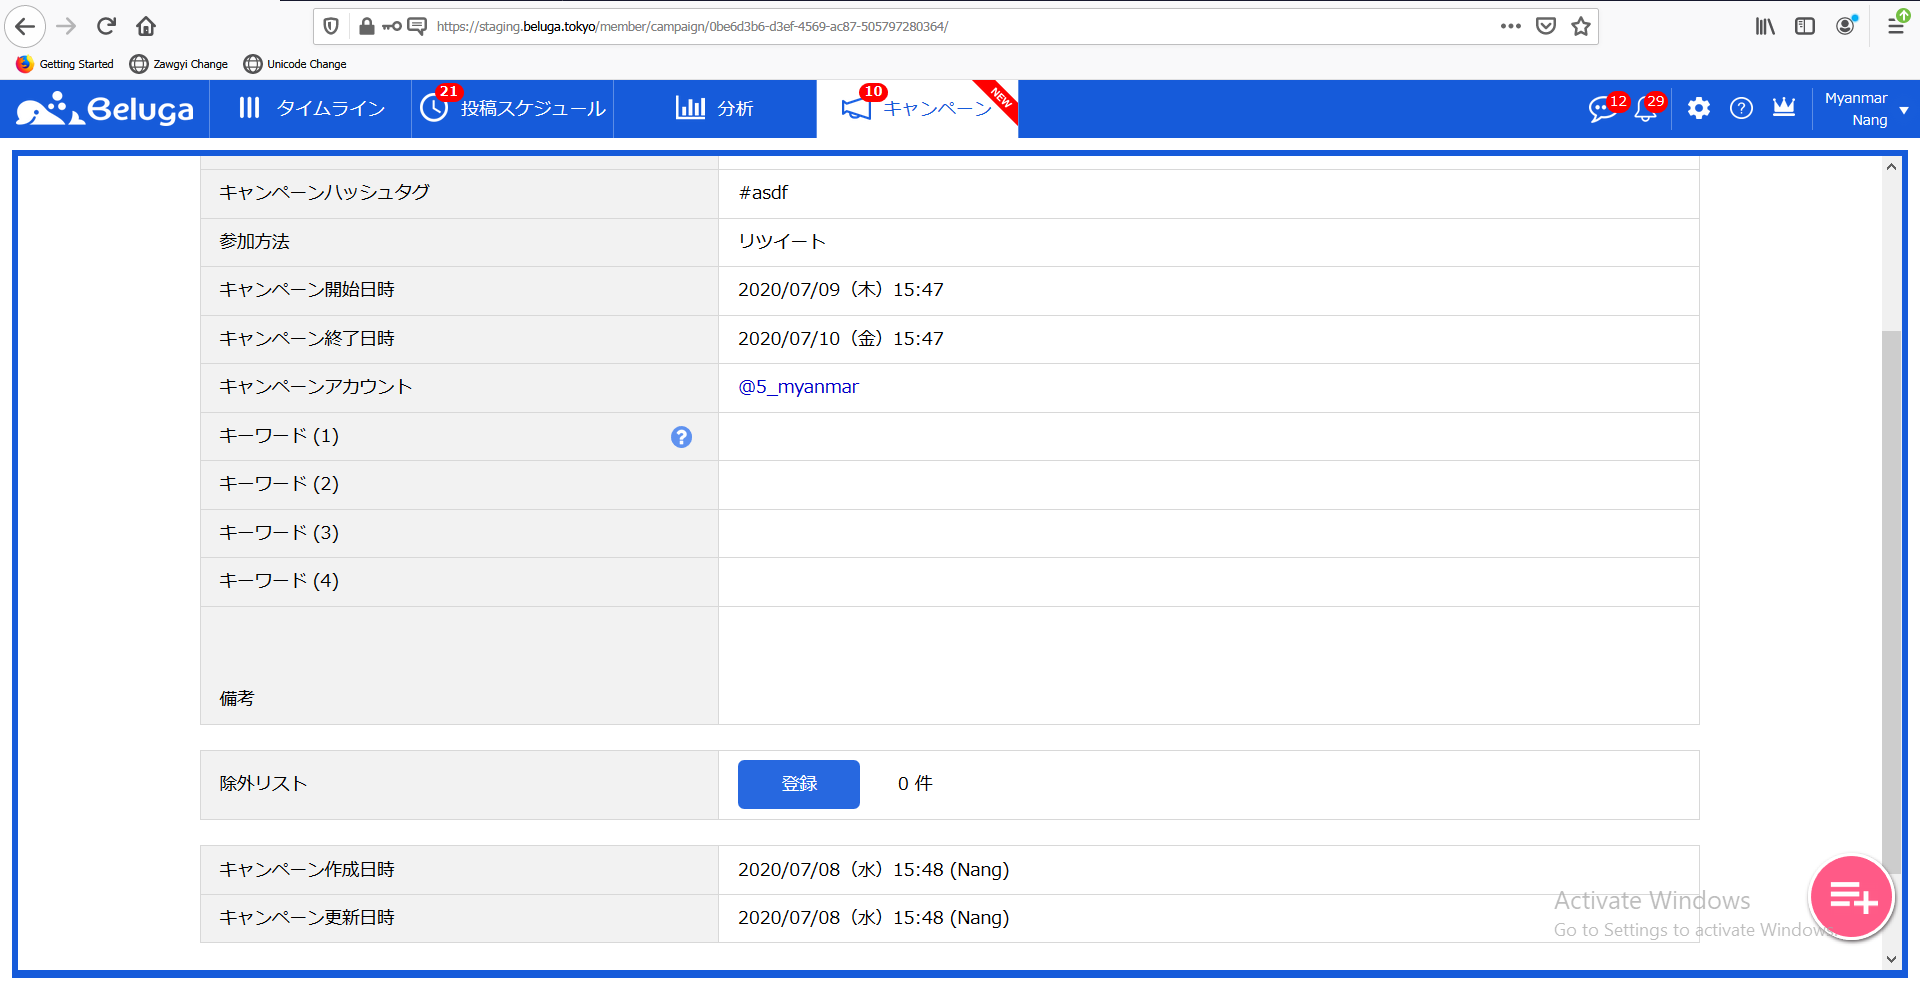 https://staging.beluga.tokyo/member/campaign/0be6d3b6-d3ef-4569-ac87-505797280364/
Getting Started Zawgyi Change Unicode Change
Beluga タイムライン 21 投稿スケジュール 分析 10 キャンペーン NEW 12 29 Myanmar
Nang
キャンペーンハッシュタグ #asdf
参加方法 リツイート
キャンペーン開始日時 2020/07/09（木）15:47
キャンペーン終了日時 2020/07/10（金）15:47
キャンペーンアカウント @5_myanmar
キーワード (1) ?
キーワード (2)
キーワード (3)
キーワード (4)
備考
除外リスト 登録 0 件
キャンペーン作成日時 2020/07/08（水）15:48 (Nang)
キャンペーン更新日時 2020/07/08（水）15:48 (Nang)
Activate Windows
Go to Settings to activate Windows.